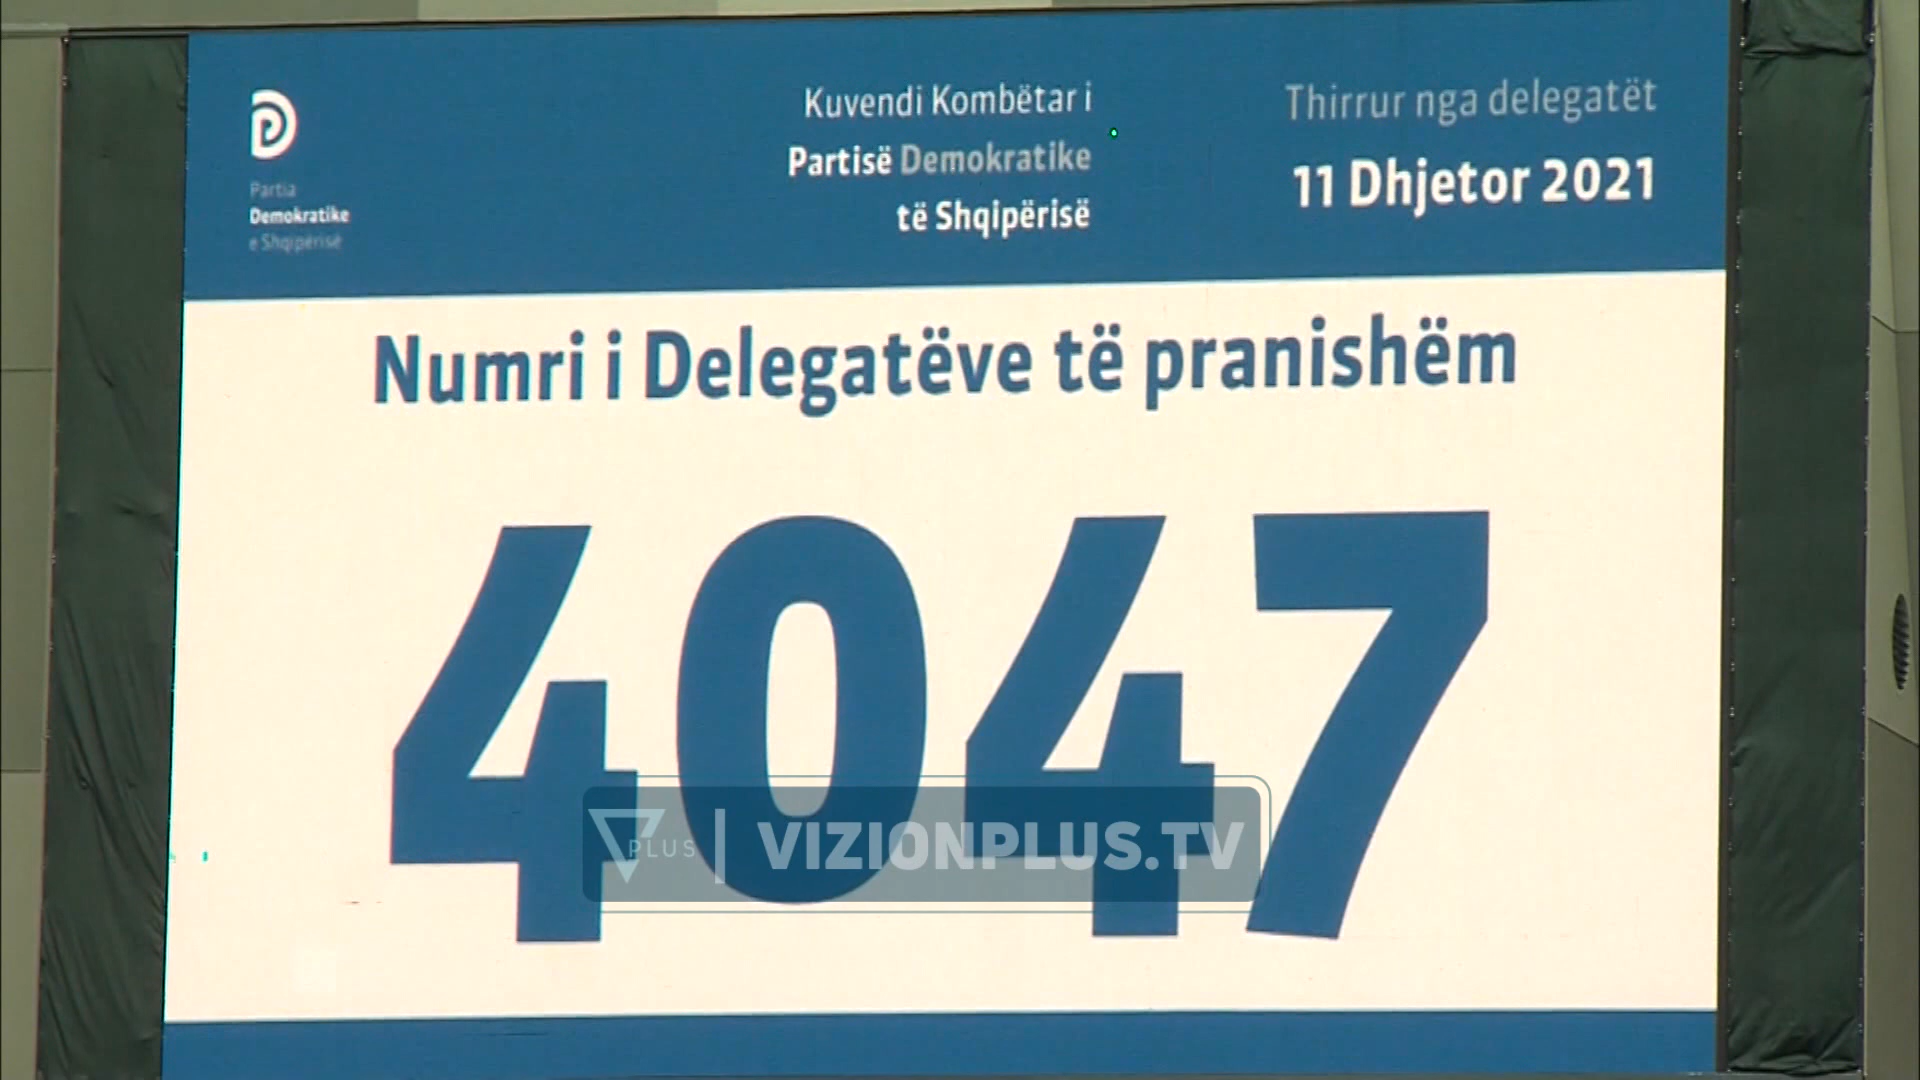 Partia
Demokratike
e Shqipërisë
Kuvendi Kombëtar i
Partisë Demokratike
të Shqipërisë
Thirrur nga delegatët
11 Dhjetor 2021
Numri i Delegatëve të pranishëm
4047
PLUS | VIZIONPLUS.TV